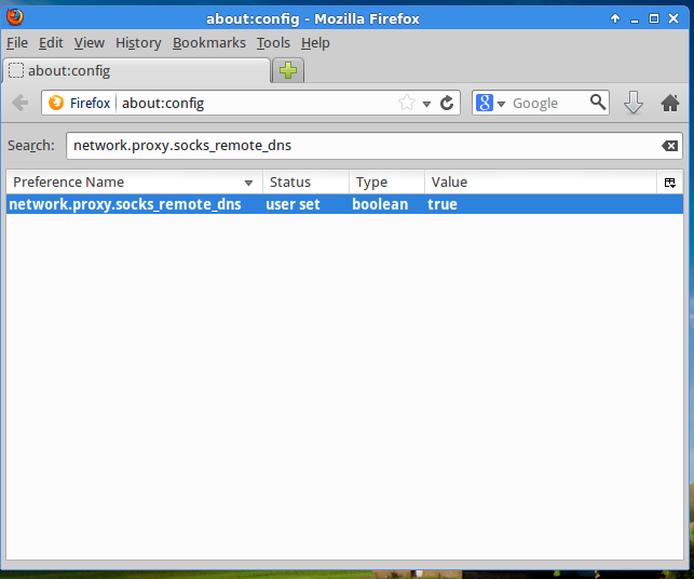 about:config - Mozilla Firefox
File Edit View History Bookmarks Tools Help
about:config
Firefox about:config Google
Search: network.proxy.socks_remote_dns
Preference Name Status Type Value
network.proxy.socks_remote_dns user set boolean true